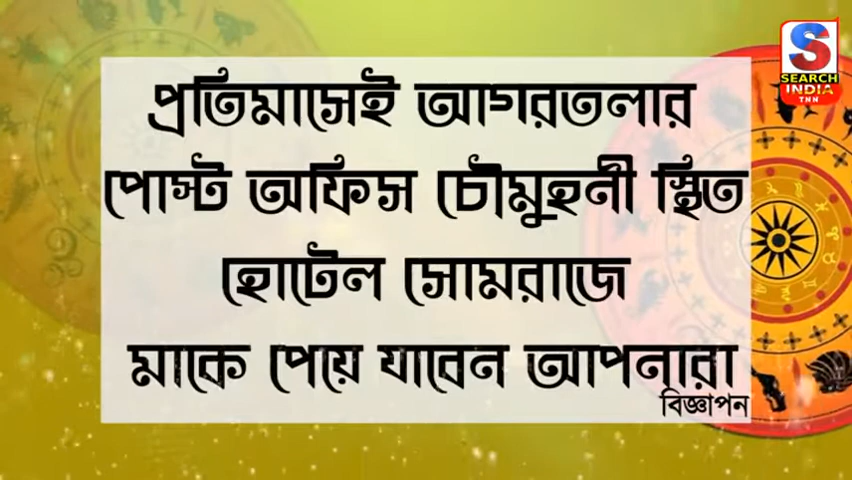 S
SEARCH
INDIA
TNN
প্রতিমাসেই আগরতলার
পোস্ট অফিস চৌমুহনী স্থিত
হোটেল সোমরাজে
মাকে পেয়ে যাবেন আপনারা
বিজ্ঞাপন